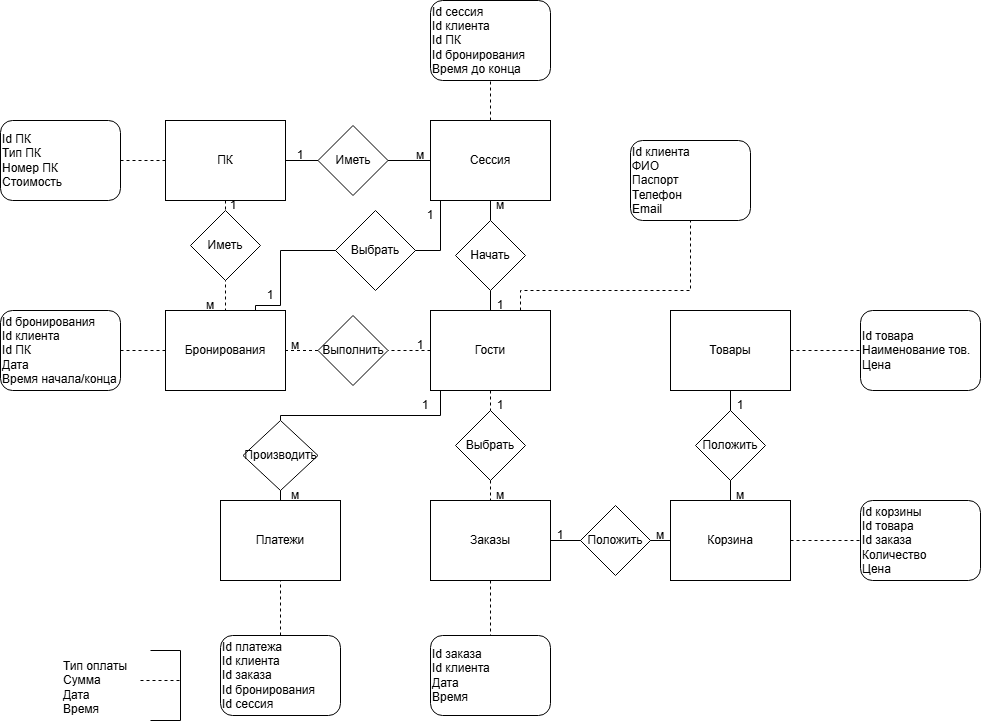 Id сессия
Id клиента
Id ПК
Id бронирования
Время до конца
Id ПК
Тип ПК
Номер ПК
Стоимость
ПК
1
Иметь
м
Сессия
Id клиента
ФИО
Паспорт
Телефон
Email
1
Иметь
м
1
Выбрать
1
м
Начать
1
Id бронирования
Id клиента
Id ПК
Дата
Время начала/конца
Бронирования
м
Выполнить
1
Гости
Товары
Id товара
Наименование тов.
Цена
1
Производить
м
1
Выбрать
м
1
Положить
м
Платежи
Заказы
1
Положить
м
Корзина
Id корзины
Id товара
Id заказа
Количество
Цена
Тип оплаты
Сумма
Дата
Время
Id платежа
Id клиента
Id заказа
Id бронирования
Id сессия
Id заказа
Id клиента
Дата
Время